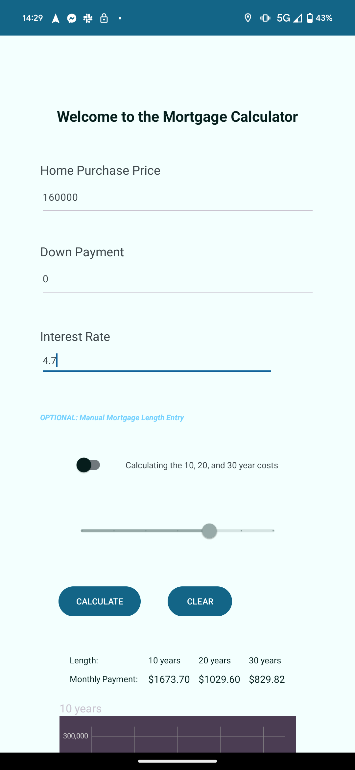 14:29 5G 43%
Welcome to the Mortgage Calculator
Home Purchase Price
160000
Down Payment
0
Interest Rate
4.7
OPTIONAL: Manual Mortgage Length Entry
Calculating the 10, 20, and 30 year costs
CALCULATE CLEAR
Length: 10 years 20 years 30 years
Monthly Payment: $1673.70 $1029.60 $829.82
10 years
300,000